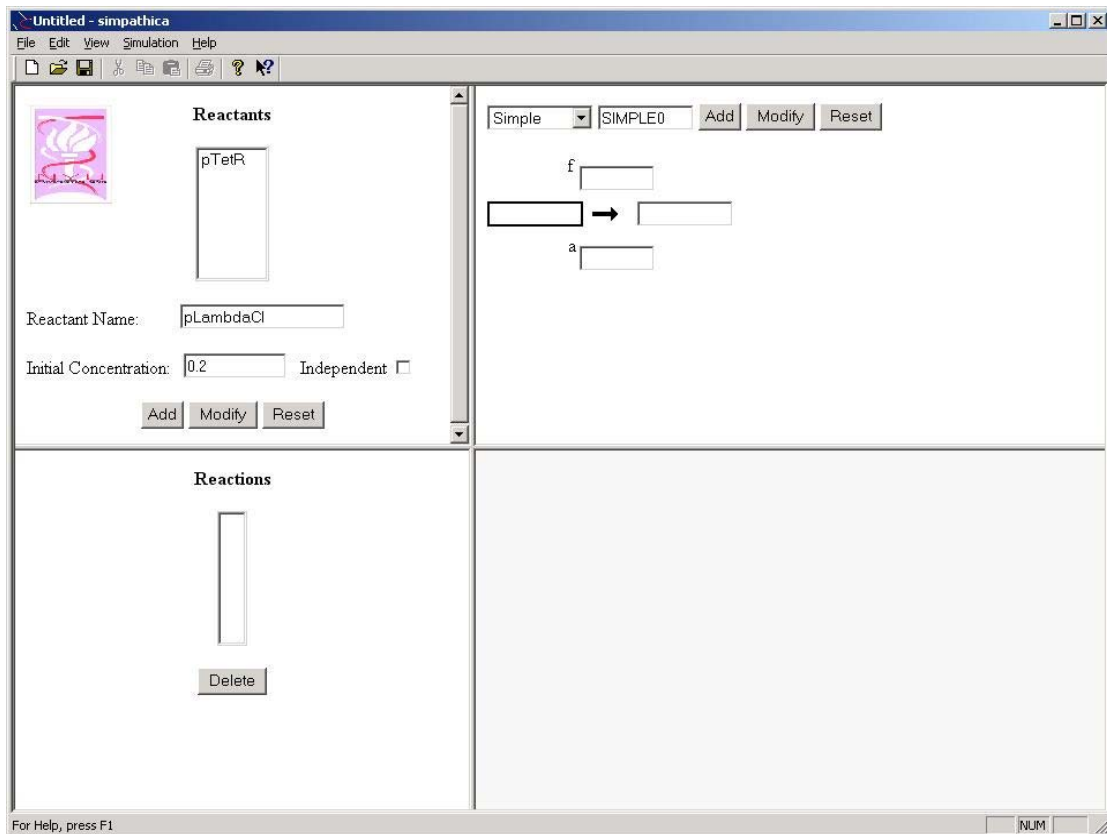 Untitled - simpathica
File Edit View Simulation Help
Reactants
pTetR
Reactant Name: pLambdaCI
Initial Concentration: 0.2 Independent
Add Modify Reset
Simple SIMPLE0 Add Modify Reset
f
a
Reactions
Delete
For Help, press F1
NUM